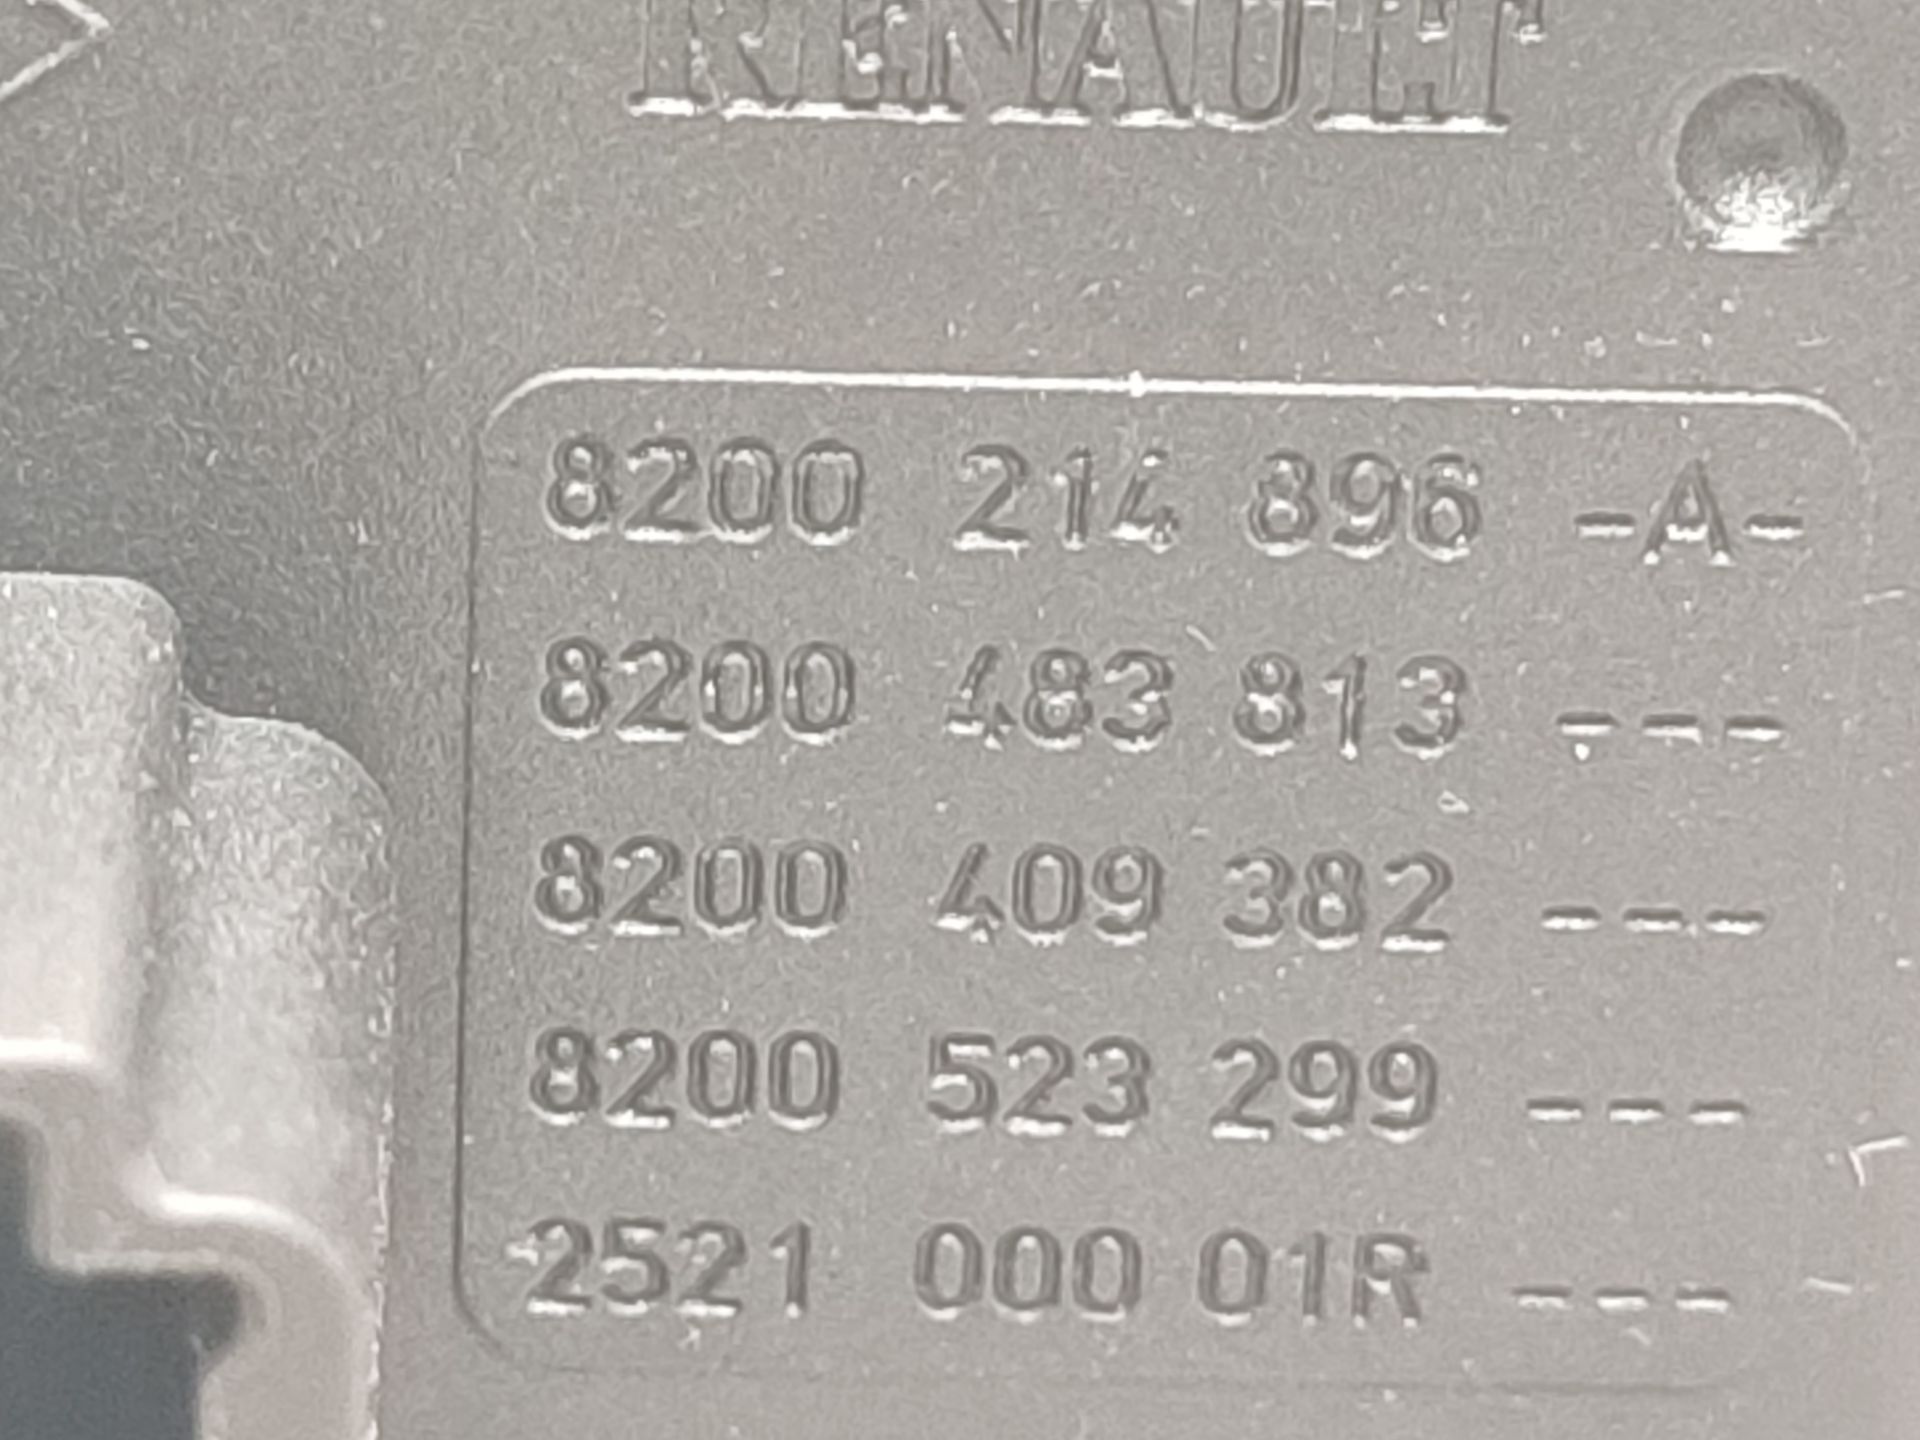 RENAULT
8200 214 896 -A-
8200 483 813 ---
8200 409 382 ---
8200 523 299 ---
2521 000 01R ---